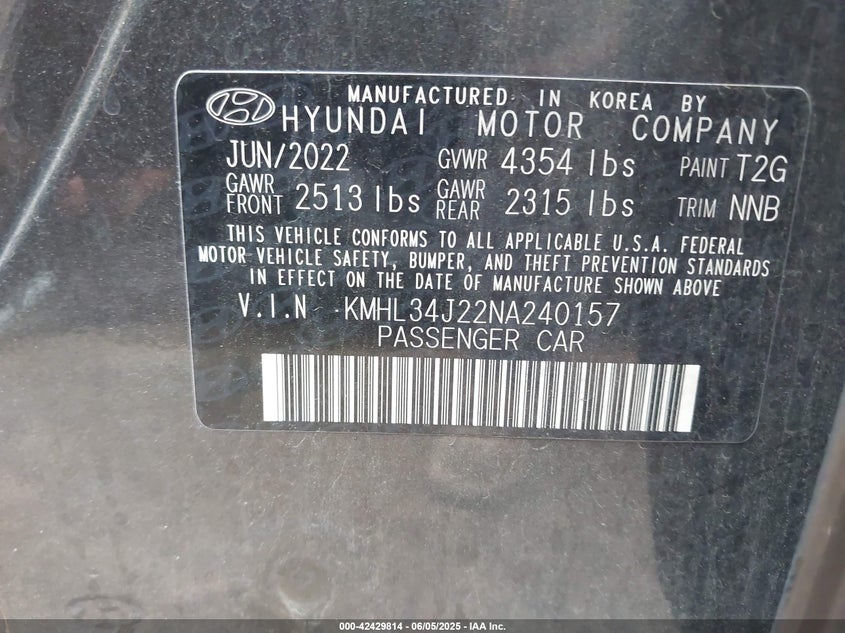 MANUFACTURED IN KOREA BY
HYUNDAI MOTOR COMPANY
JUN/2022 GVWR 4354 lbs PAINT T2G
GAWR FRONT 2513 lbs GAWR REAR 2315 lbs TRIM NNB
THIS VEHICLE CONFORMS TO ALL APPLICABLE U.S.A. FEDERAL
MOTOR VEHICLE SAFETY, BUMPER, AND THEFT PREVENTION STANDARDS
IN EFFECT ON THE DATE OF MANUFACTURE SHOWN ABOVE
V.I.N KMHL34J22NA240157
PASSENGER CAR
000-42429814 - 06/05/2025 - IAA Inc.